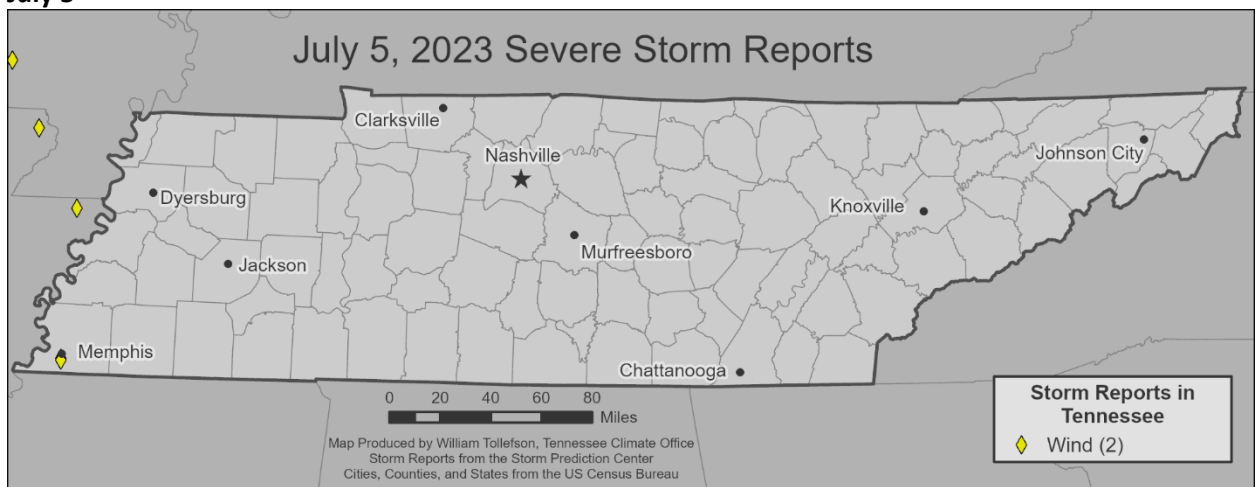 July 5
July 5, 2023 Severe Storm Reports
Clarksville
Nashville
Johnson City
Dyersburg
Knoxville
Murfreesboro
Jackson
Memphis
Chattanooga
0 20 40 60 80
Miles
Map Produced by William Tollefson, Tennessee Climate Office
Storm Reports from the Storm Prediction Center
Cities, Counties, and States from the US Census Bureau
Storm Reports in
Tennessee
Wind (2)